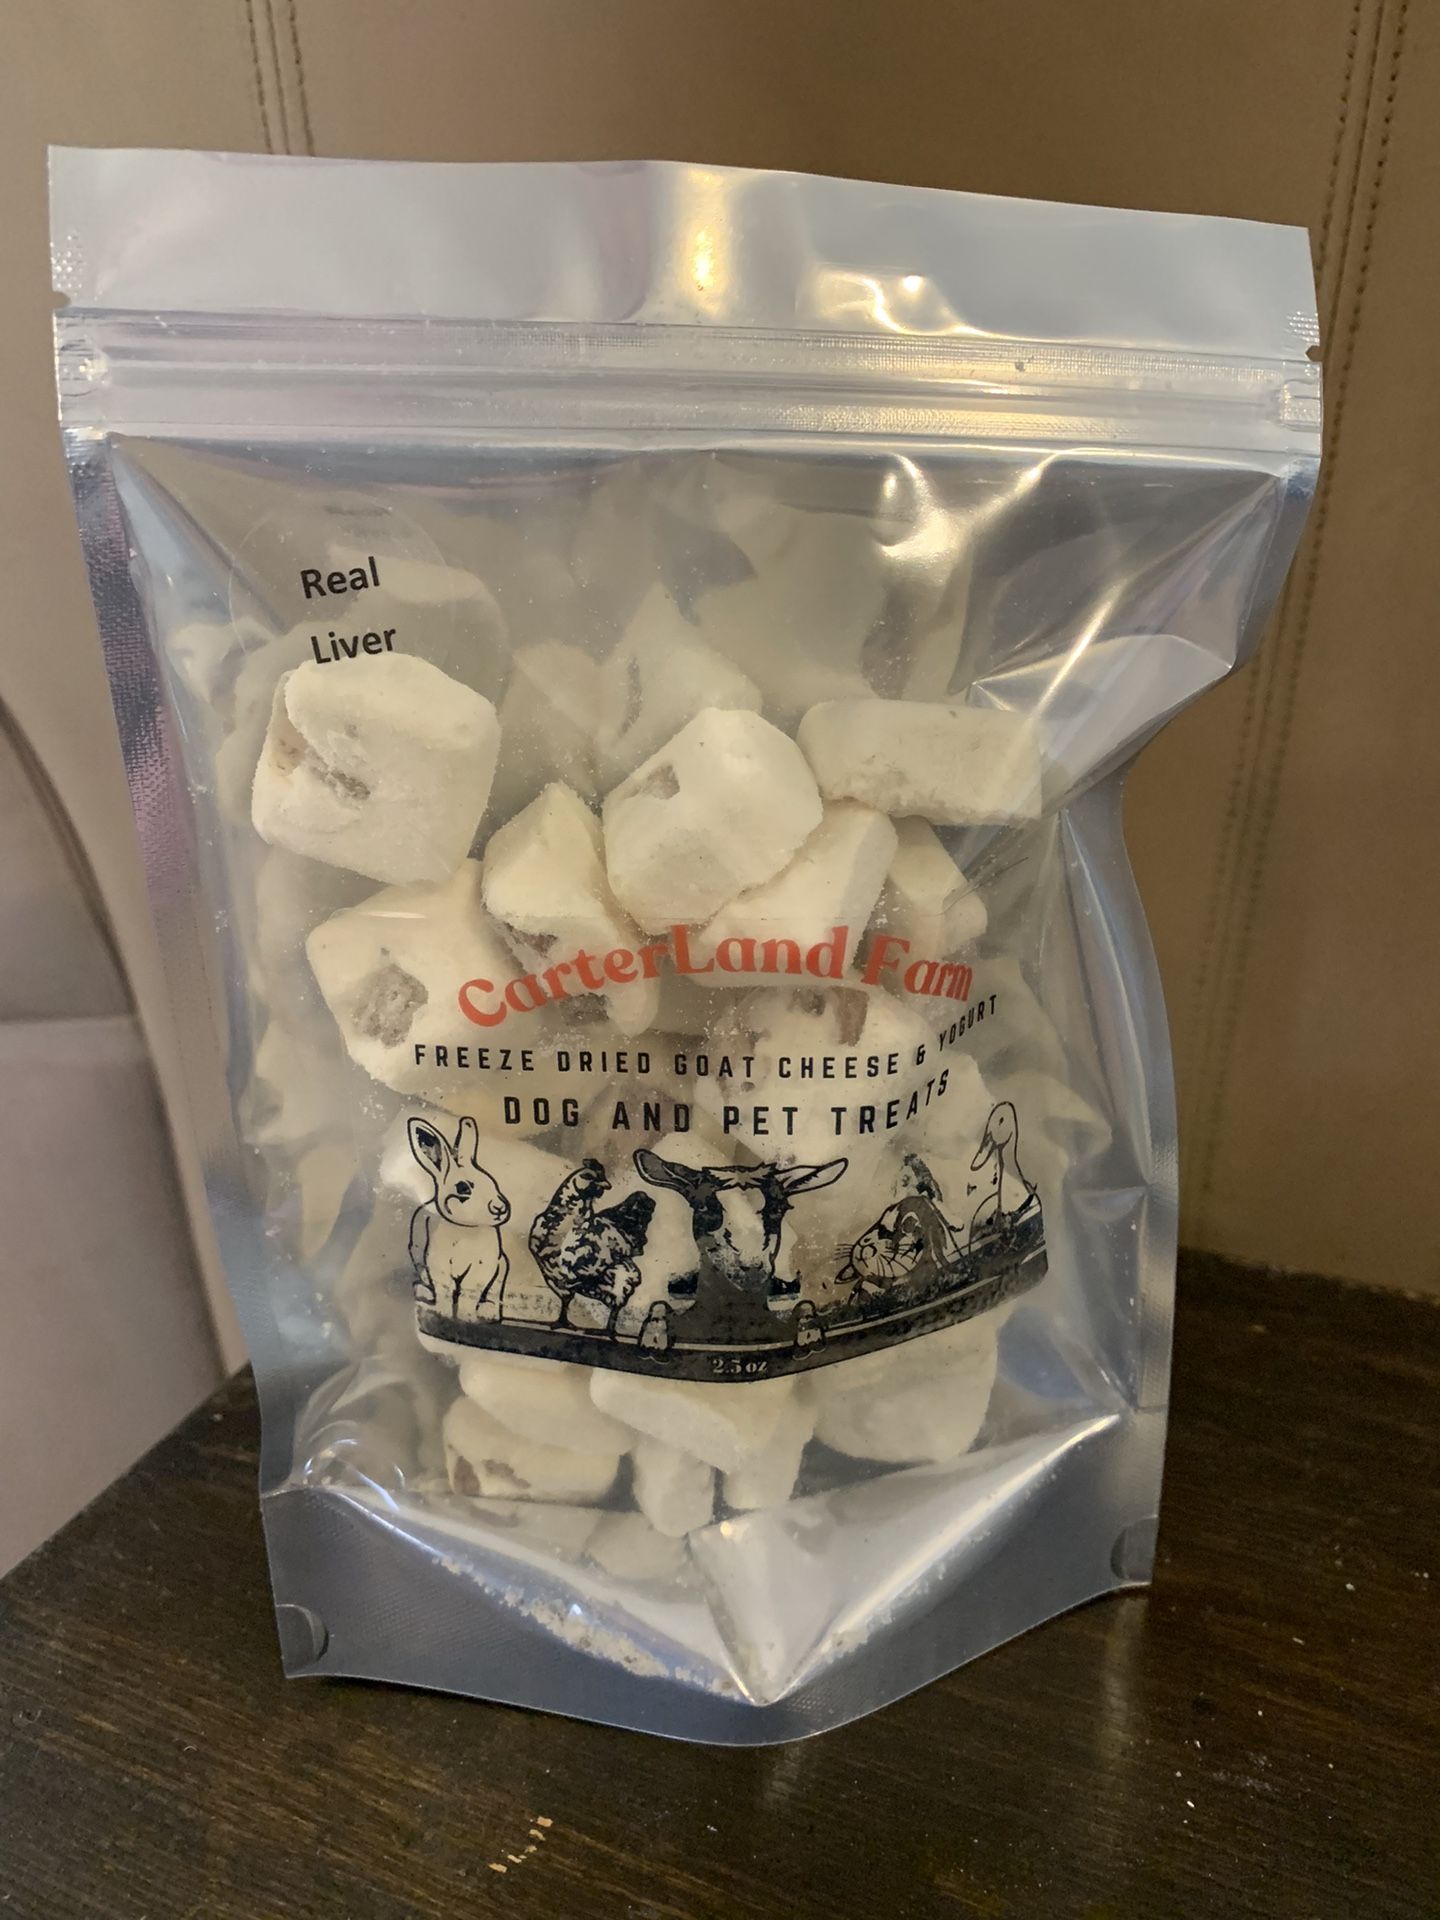 Real
Liver
CarterLand Farm
FREEZE DRIED GOAT CHEESE & YOGURT
DOG AND PET TREATS
2.5 oz